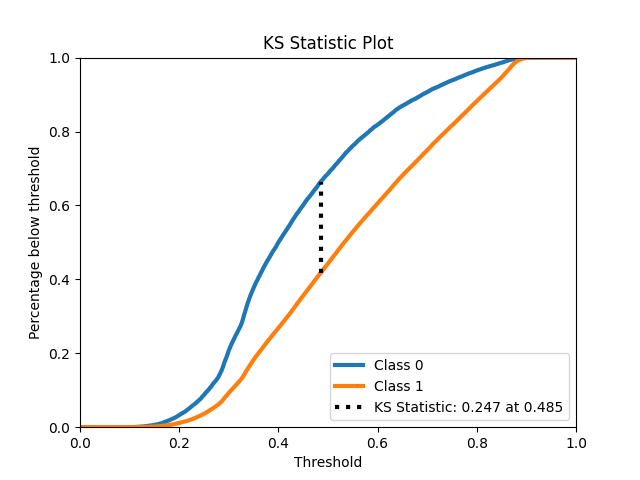 KS Statistic Plot
Percentage below threshold
1.0
0.8
0.6
0.4
0.2
0.0
Class 0
Class 1
KS Statistic: 0.247 at 0.485
0.0 0.2 0.4 0.6 0.8 1.0
Threshold